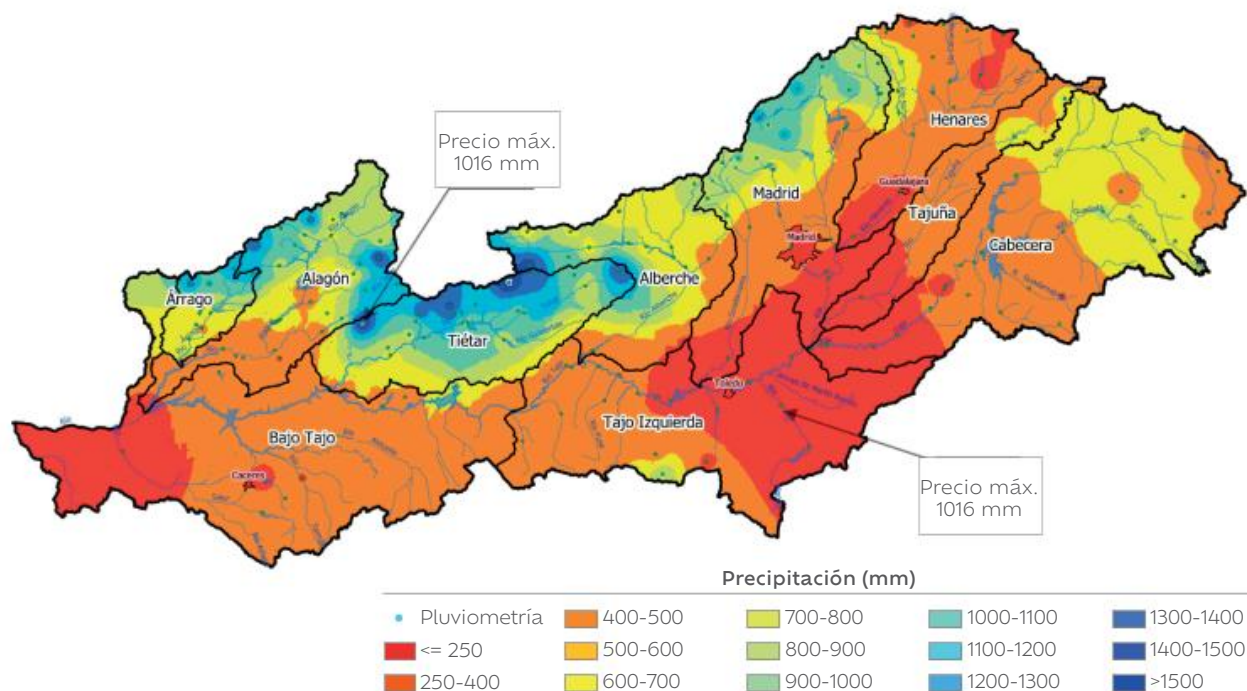 Precio máx.
1016 mm
Henares
Guadalajara
Madrid
Tajuña
Madrid
Cabecera
Alagón
Alberche
Árrago
Tiétar
Toledo
Tajo Izquierda
Bajo Tajo
Caceres
Precio máx.
1016 mm
Precipitación (mm)
Pluviometría
400-500
700-800
1000-1100
1300-1400
<= 250
500-600
800-900
1100-1200
1400-1500
250-400
600-700
900-1000
1200-1300
>1500